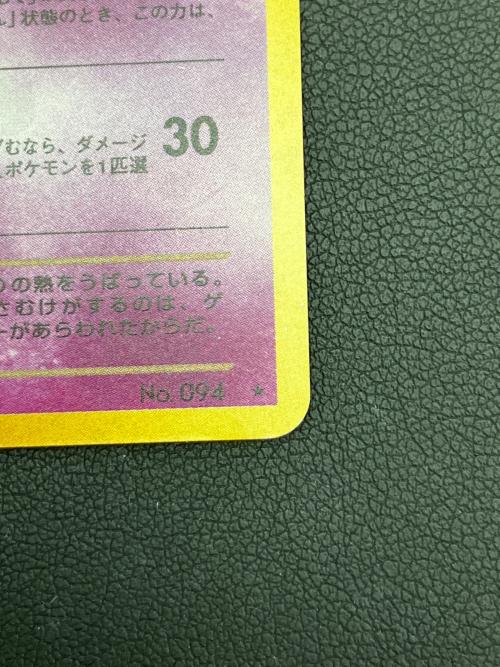 」状態のとき、この力は、
むなら、ダメージ 30
ポケモンを1匹選
の熱をうばっている。
さむけがするのは、ゲ
ーがあらわれたからだ。
No.094 ★